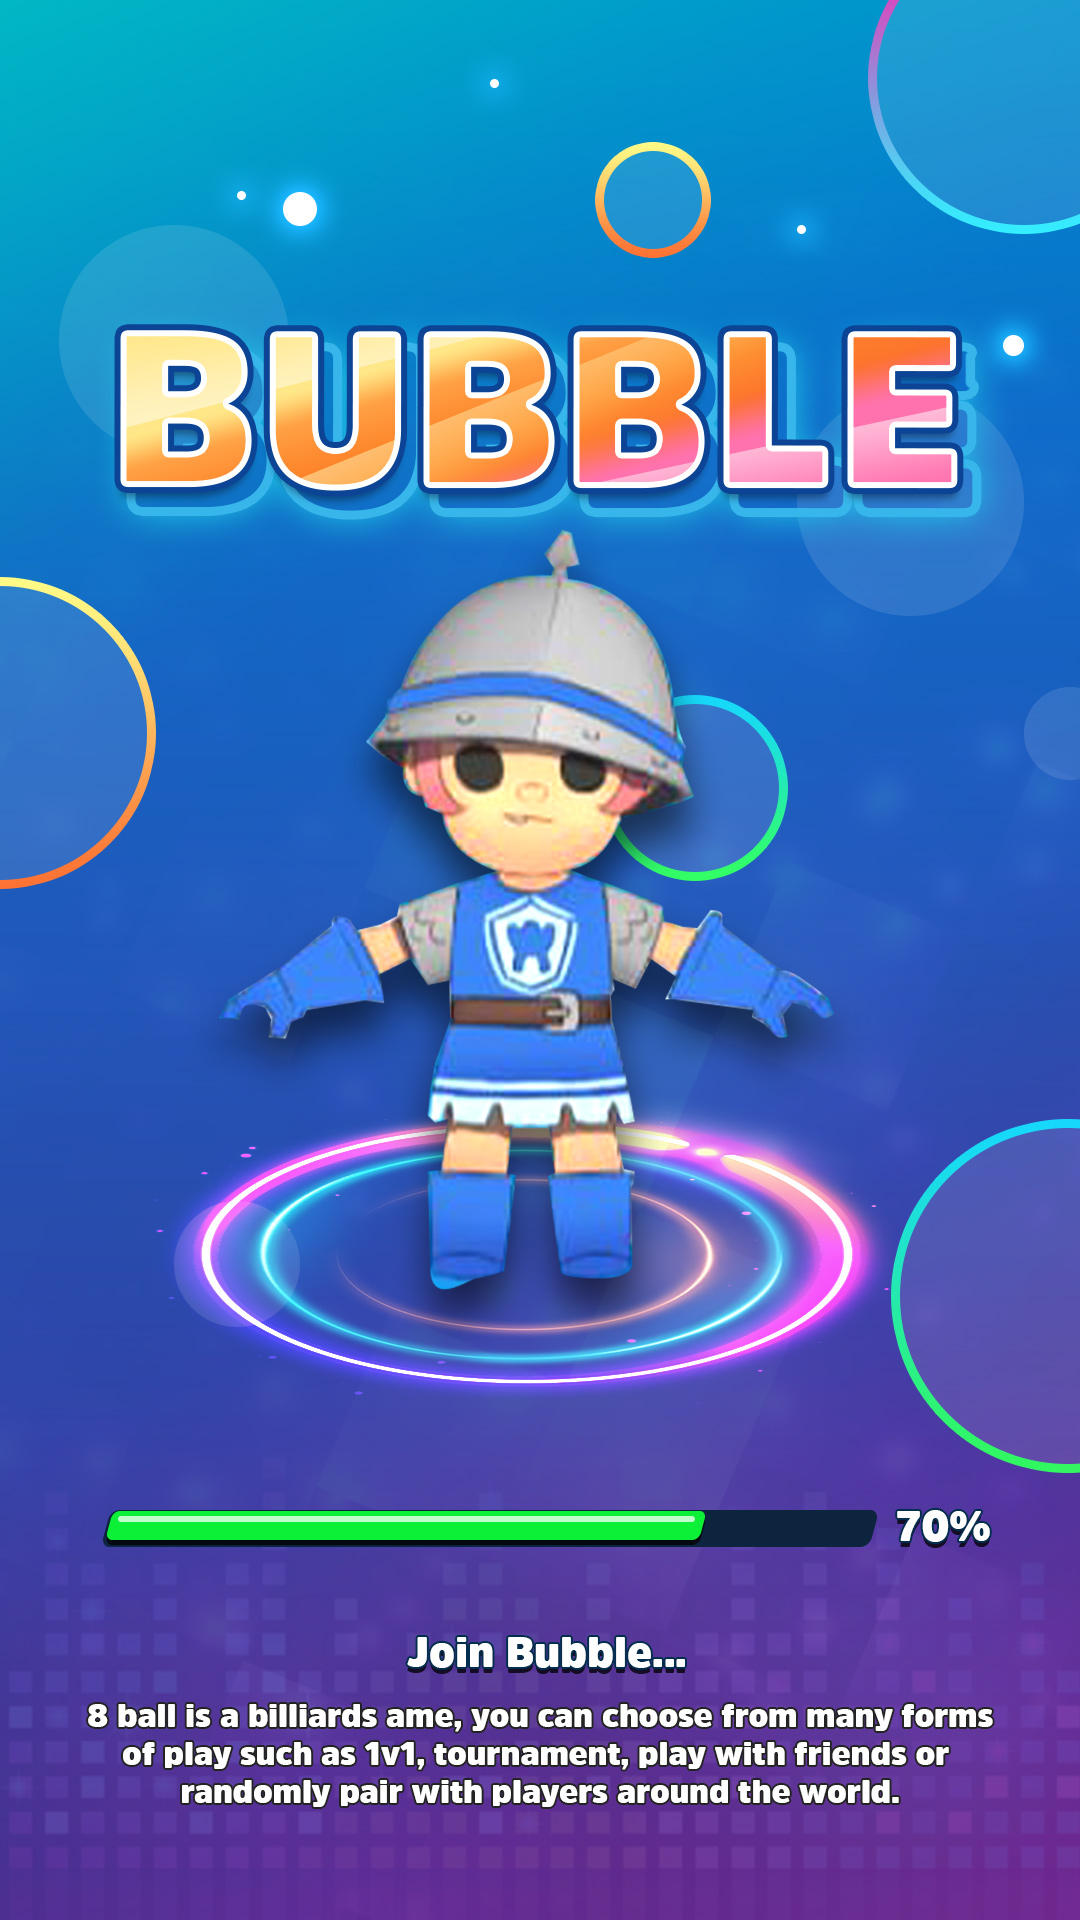 BUBBLE
W
70%
Join Bubble...
8 ball is a billiards ame, you can choose from many forms
of play such as 1v1, tournament, play with friends or
randomly pair with players around the world.